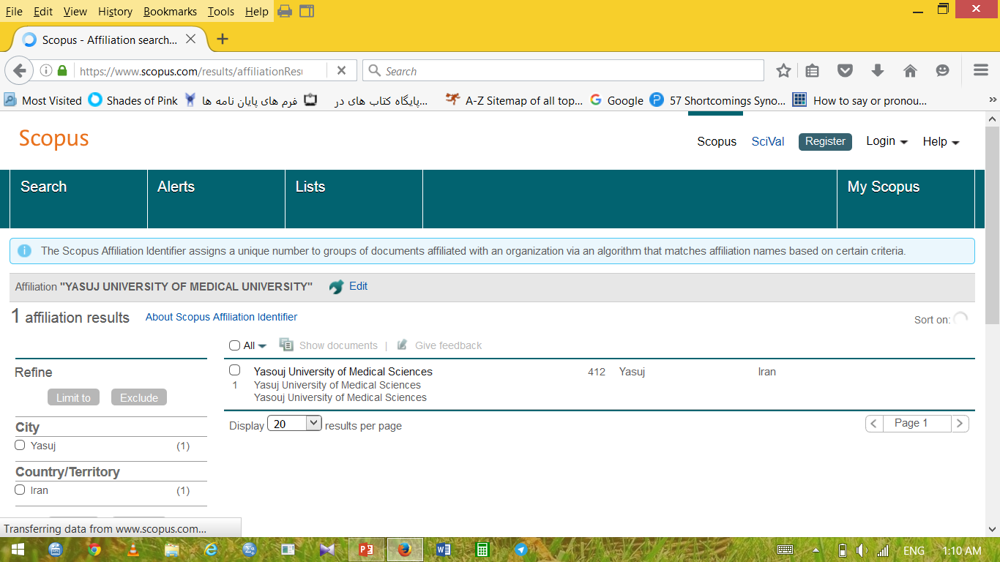 File Edit View History Bookmarks Tools Help
Scopus - Affiliation search...
https://www.scopus.com/results/affiliationResu
Search
Most Visited Shades of Pink فرم های پایان نامه ها پایگاه کتاب های در... A-Z Sitemap of all top... Google 57 Shortcomings Syno... How to say or pronou...
Scopus
Scopus SciVal Register Login Help
Search Alerts Lists My Scopus
The Scopus Affiliation Identifier assigns a unique number to groups of documents affiliated with an organization via an algorithm that matches affiliation names based on certain criteria.
Affiliation "YASUJ UNIVERSITY OF MEDICAL UNIVERSITY" Edit
1 affiliation results About Scopus Affiliation Identifier Sort on:
All Show documents | Give feedback
Refine
Limit to Exclude
City
Yasuj (1)
Country/Territory
Iran (1)
Yasouj University of Medical Sciences 412 Yasuj Iran
1 Yasuj University of Medical Sciences
Yasouj University of Medical Sciences
Display 20 results per page Page 1
Transferring data from www.scopus.com...
ENG 1:10 AM